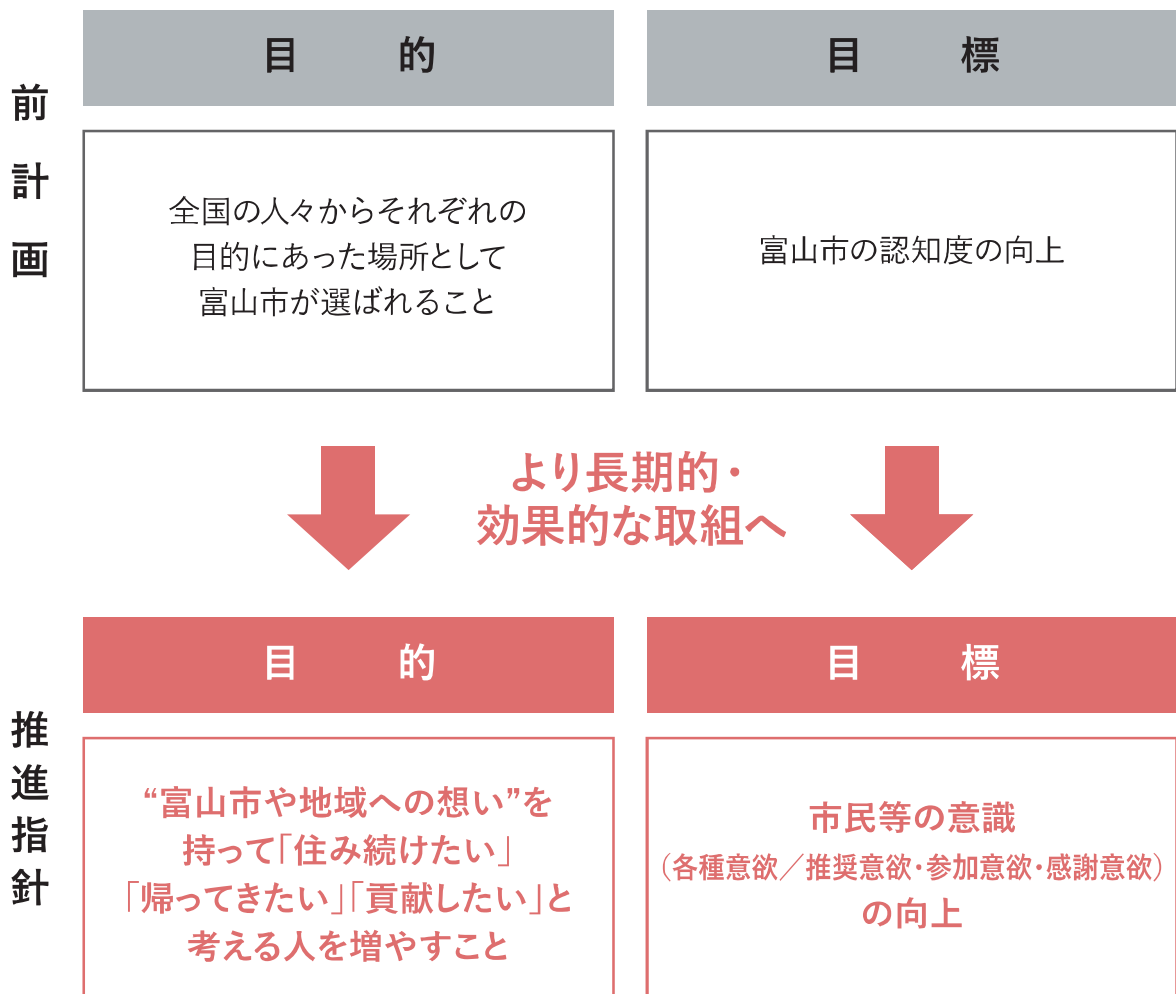 前計画
目的
目標
全国の人々からそれぞれの
目的にあった場所として
富山市が選ばれること
富山市の認知度の向上
より長期的・
効果的な取組へ
推進指針
目的
目標
“富山市や地域への想い”を
持って「住み続けたい」
「帰ってきたい」「貢献したい」と
考える人を増やすこと
市民等の意識
（各種意欲／推奨意欲・参加意欲・感謝意欲）
の向上